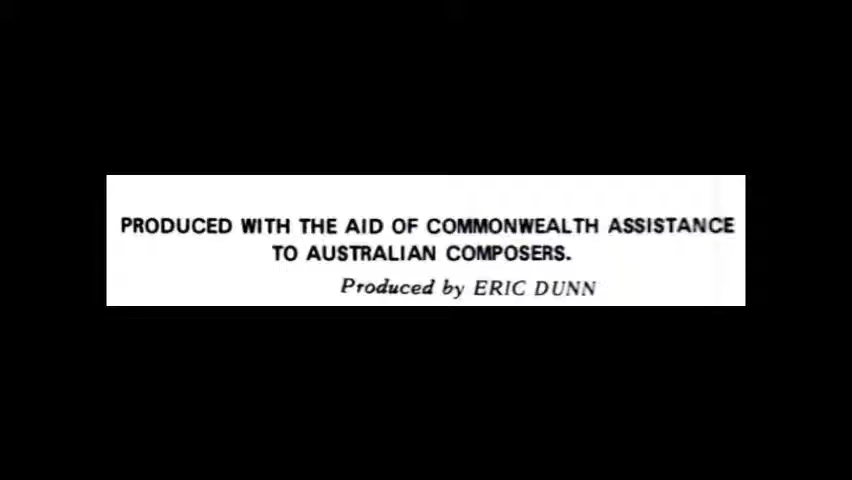 PRODUCED WITH THE AID OF COMMONWEALTH ASSISTANCE
TO AUSTRALIAN COMPOSERS.
Produced by ERIC DUNN